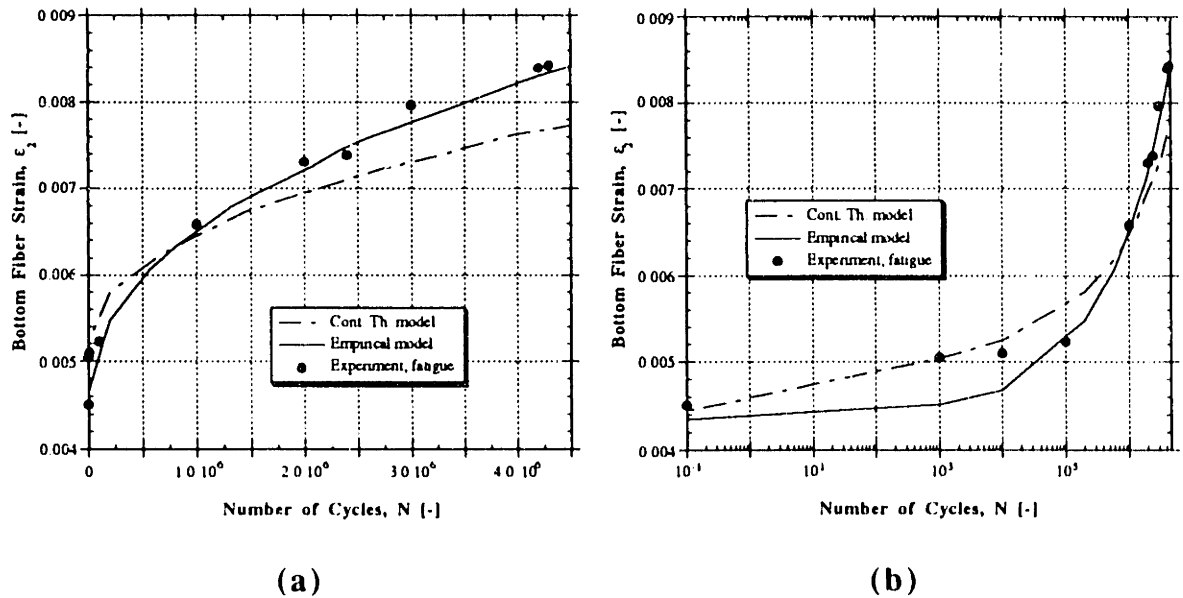 0 009
0 008
0 007
0 006
0 005
0 004
Bottom Fiber Strain, ε₂ [-]
Cont Th model
Empirical model
Experiment, fatigue
0
1 0 10⁶
2 0 10⁶
3 0 10⁶
4 0 10⁶
Number of Cycles, N [-]
(a)
0 009
0 008
0 007
0 006
0 005
0 004
Bottom Fiber Strain, ε₂ [-]
Cont Th model
Empirical model
Experiment, fatigue
10⁻¹
10¹
10³
10⁵
Number of Cycles, N [-]
(b)